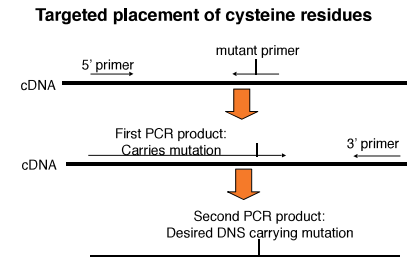 Targeted placement of cysteine residues
mutant primer
5' primer
cDNA
First PCR product:
Carries mutation
3' primer
cDNA
Second PCR product:
Desired DNS carrying mutation